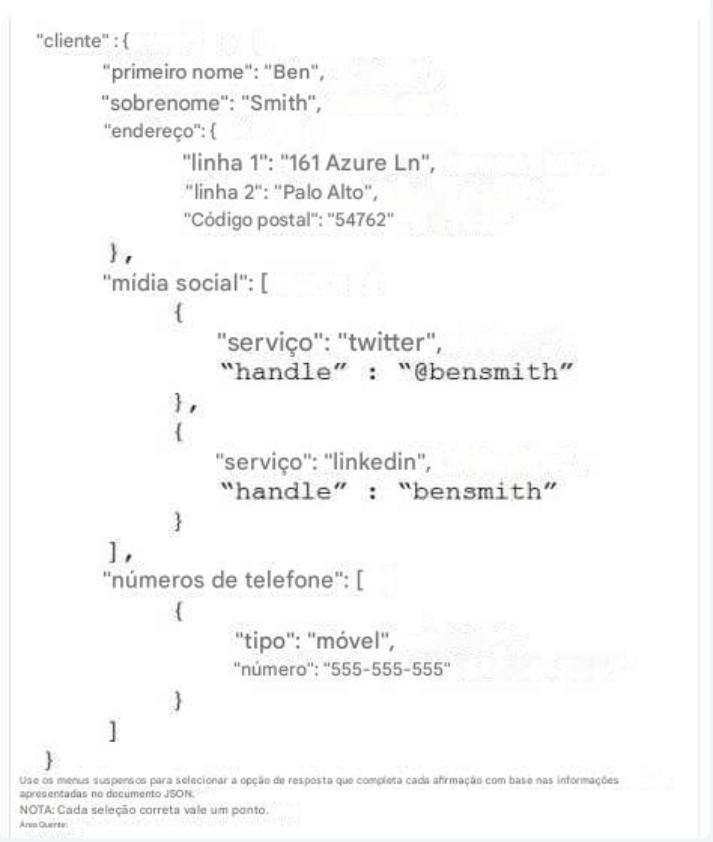 "cliente" : {
"primeiro nome": "Ben",
"sobrenome": "Smith",
"endereço": {
"linha 1": "161 Azure Ln",
"linha 2": "Palo Alto",
"Código postal": "54762"
},
"mídia social": [
{
"serviço": "twitter",
“handle” : “@bensmith”
},
{
"serviço": "linkedin",
“handle” : “bensmith”
}
],
"números de telefone": [
{
"tipo": "móvel",
"número": "555-555-555"
}
]
}
Use os menus suspensos para selecionar a opção de resposta que completa cada afirmação com base nas informações
apresentadas no documento JSON.
NOTA: Cada seleção correta vale um ponto.
Área Quente: